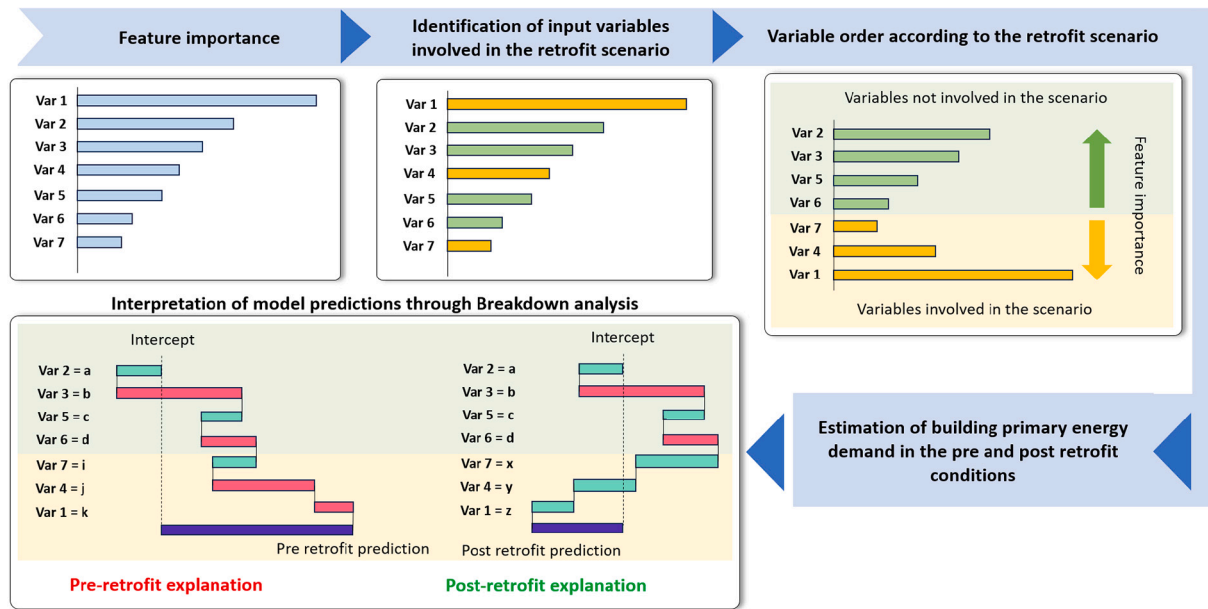 Feature importance
Identification of input variables
involved in the retrofit scenario
Variable order according to the retrofit scenario
Var 1
Var 2
Var 3
Var 4
Var 5
Var 6
Var 7
Var 1
Var 2
Var 3
Var 4
Var 5
Var 6
Var 7
Variables not involved in the scenario
Var 2
Var 3
Var 5
Var 6
Var 7
Var 4
Var 1
Variables involved in the scenario
Feature importance
Interpretation of model predictions through Breakdown analysis
Intercept
Var 2 = a
Var 3 = b
Var 5 = c
Var 6 = d
Var 7 = i
Var 4 = j
Var 1 = k
Pre retrofit prediction
Pre-retrofit explanation
Intercept
Var 2 = a
Var 3 = b
Var 5 = c
Var 6 = d
Var 7 = x
Var 4 = y
Var 1 = z
Post retrofit prediction
Post-retrofit explanation
Estimation of building primary energy
demand in the pre and post retrofit
conditions